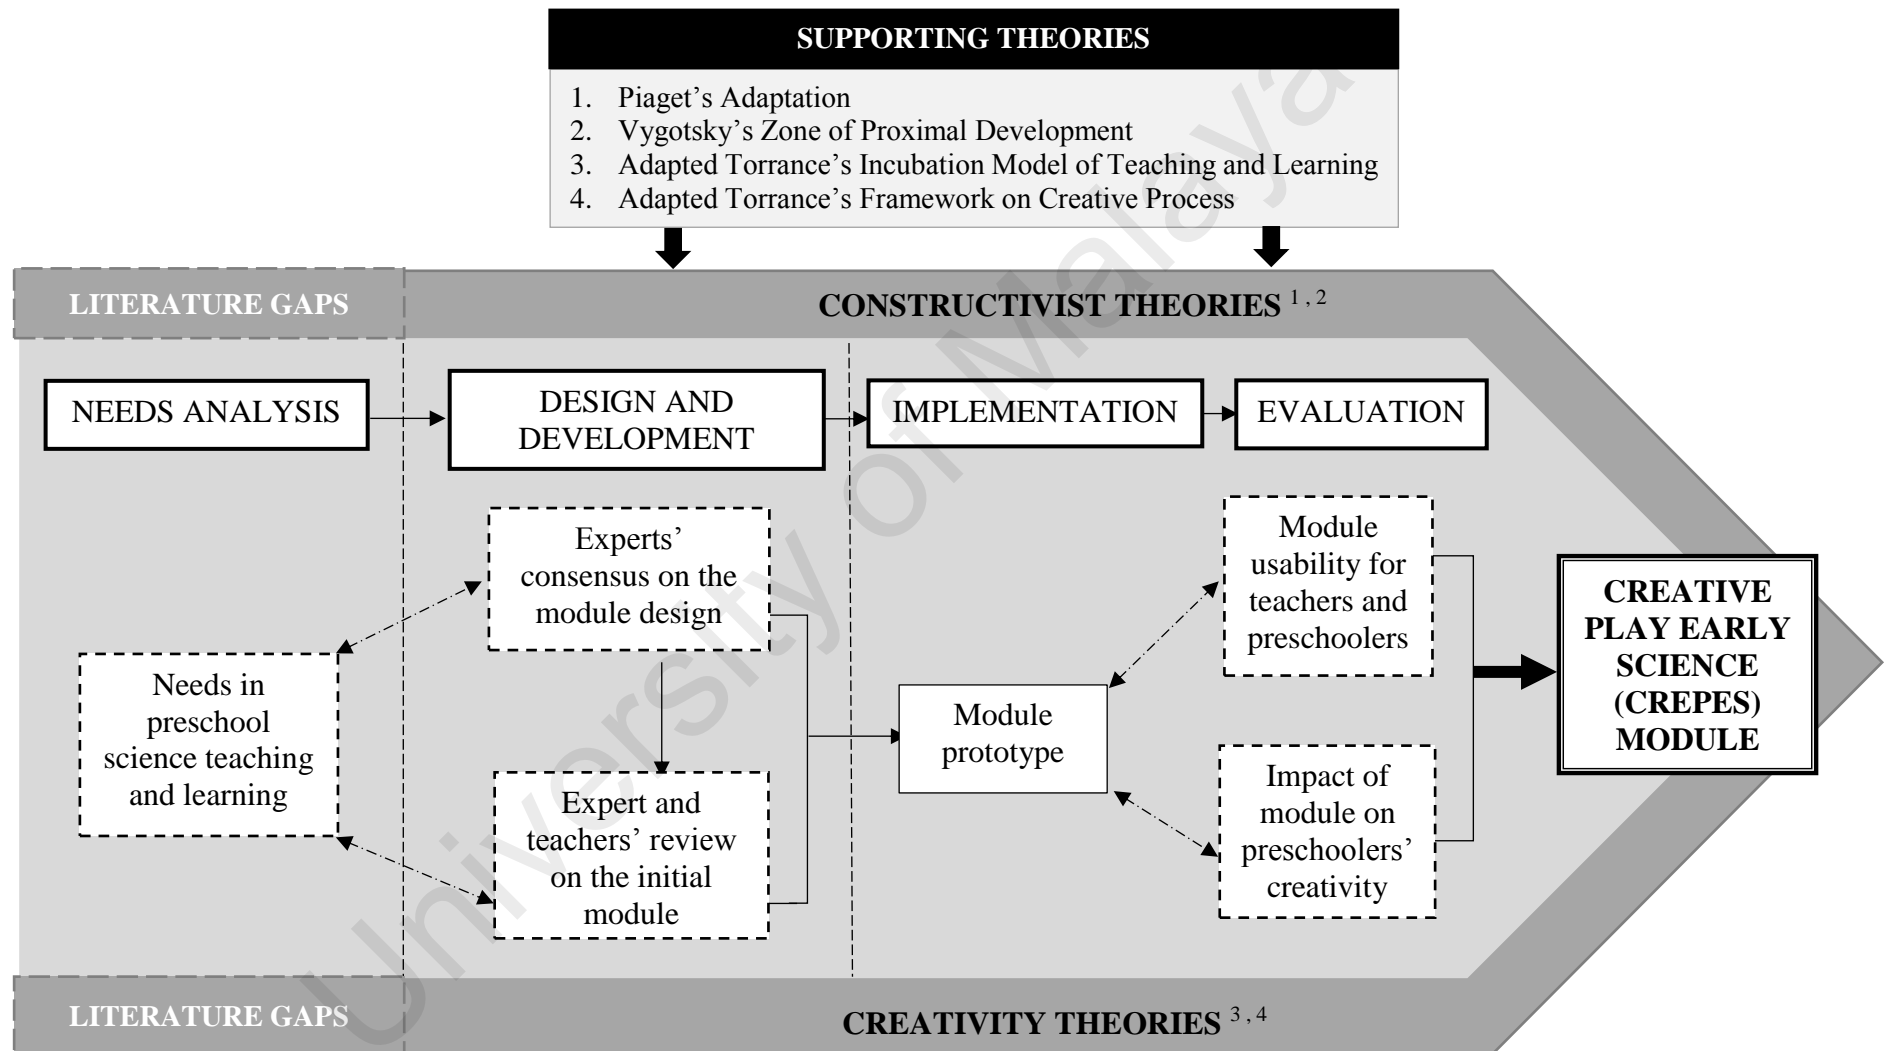 SUPPORTING THEORIES
1. Piaget’s Adaptation
2. Vygotsky’s Zone of Proximal Development
3. Adapted Torrance’s Incubation Model of Teaching and Learning
4. Adapted Torrance’s Framework on Creative Process
LITERATURE GAPS
CONSTRUCTIVIST THEORIES 1 , 2
NEEDS ANALYSIS
DESIGN AND
DEVELOPMENT
IMPLEMENTATION
EVALUATION
Needs in
preschool
science teaching
and learning
Experts’
consensus on the
module design
Expert and
teachers’ review
on the initial
module
Module
prototype
Module
usability for
teachers and
preschoolers
Impact of
module on
preschoolers’
creativity
CREATIVE
PLAY EARLY
SCIENCE
(CREPES)
MODULE
LITERATURE GAPS
CREATIVITY THEORIES 3 , 4
University of Malaya